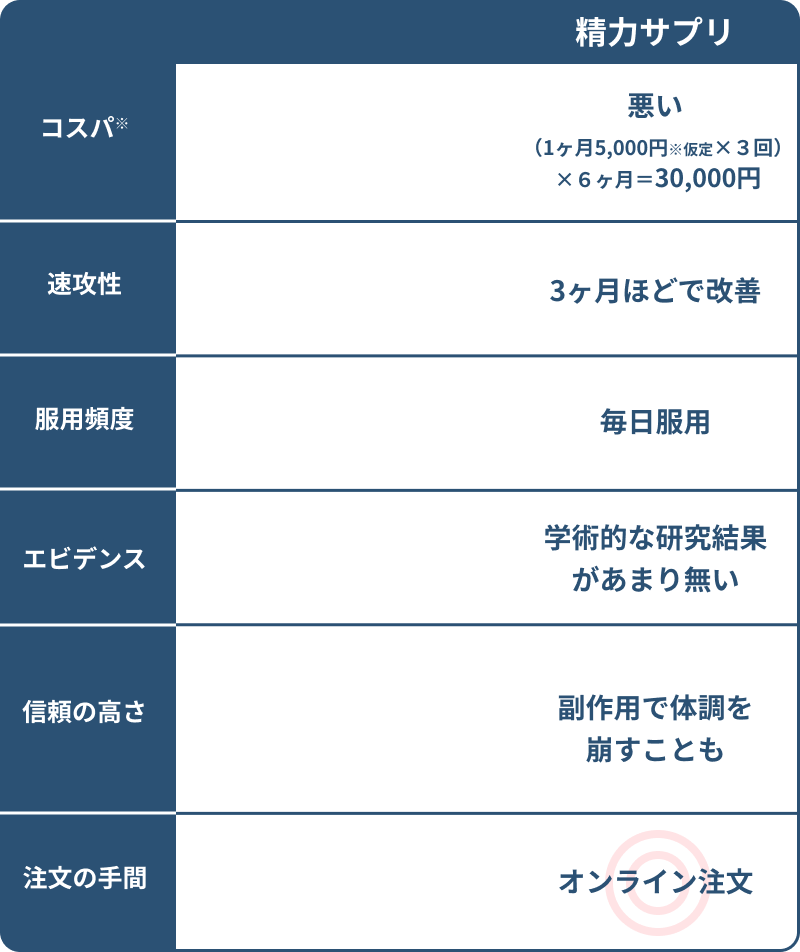 精力サプリ
コスパ※
悪い
（1ヶ月5,000円※仮定×３回）
×６ヶ月＝30,000円
速攻性
3ヶ月ほどで改善
服用頻度
毎日服用
エビデンス
学術的な研究結果
があまり無い
信頼の高さ
副作用で体調を
崩すことも
注文の手間
オンライン注文